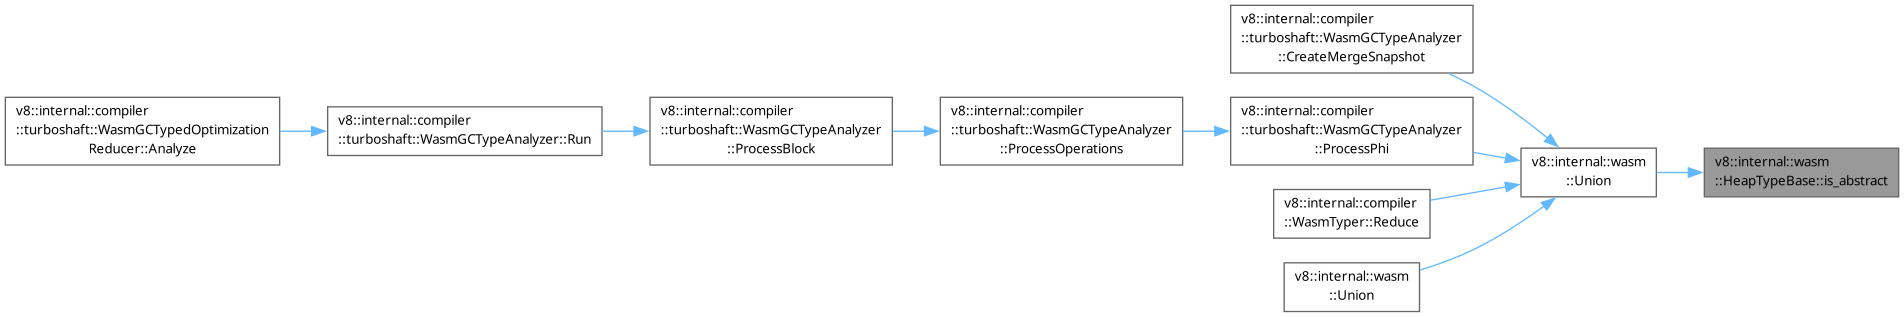 v8::internal::compiler
::turboshaft::WasmGCTypedOptimization
Reducer::Analyze
v8::internal::compiler
::turboshaft::WasmGCTypeAnalyzer::Run
v8::internal::compiler
::turboshaft::WasmGCTypeAnalyzer
::ProcessBlock
v8::internal::compiler
::turboshaft::WasmGCTypeAnalyzer
::ProcessOperations
v8::internal::compiler
::turboshaft::WasmGCTypeAnalyzer
::CreateMergeSnapshot
v8::internal::compiler
::turboshaft::WasmGCTypeAnalyzer
::ProcessPhi
v8::internal::compiler
::WasmTyper::Reduce
v8::internal::wasm
::Union
v8::internal::wasm
::Union
v8::internal::wasm
::HeapTypeBase::is_abstract